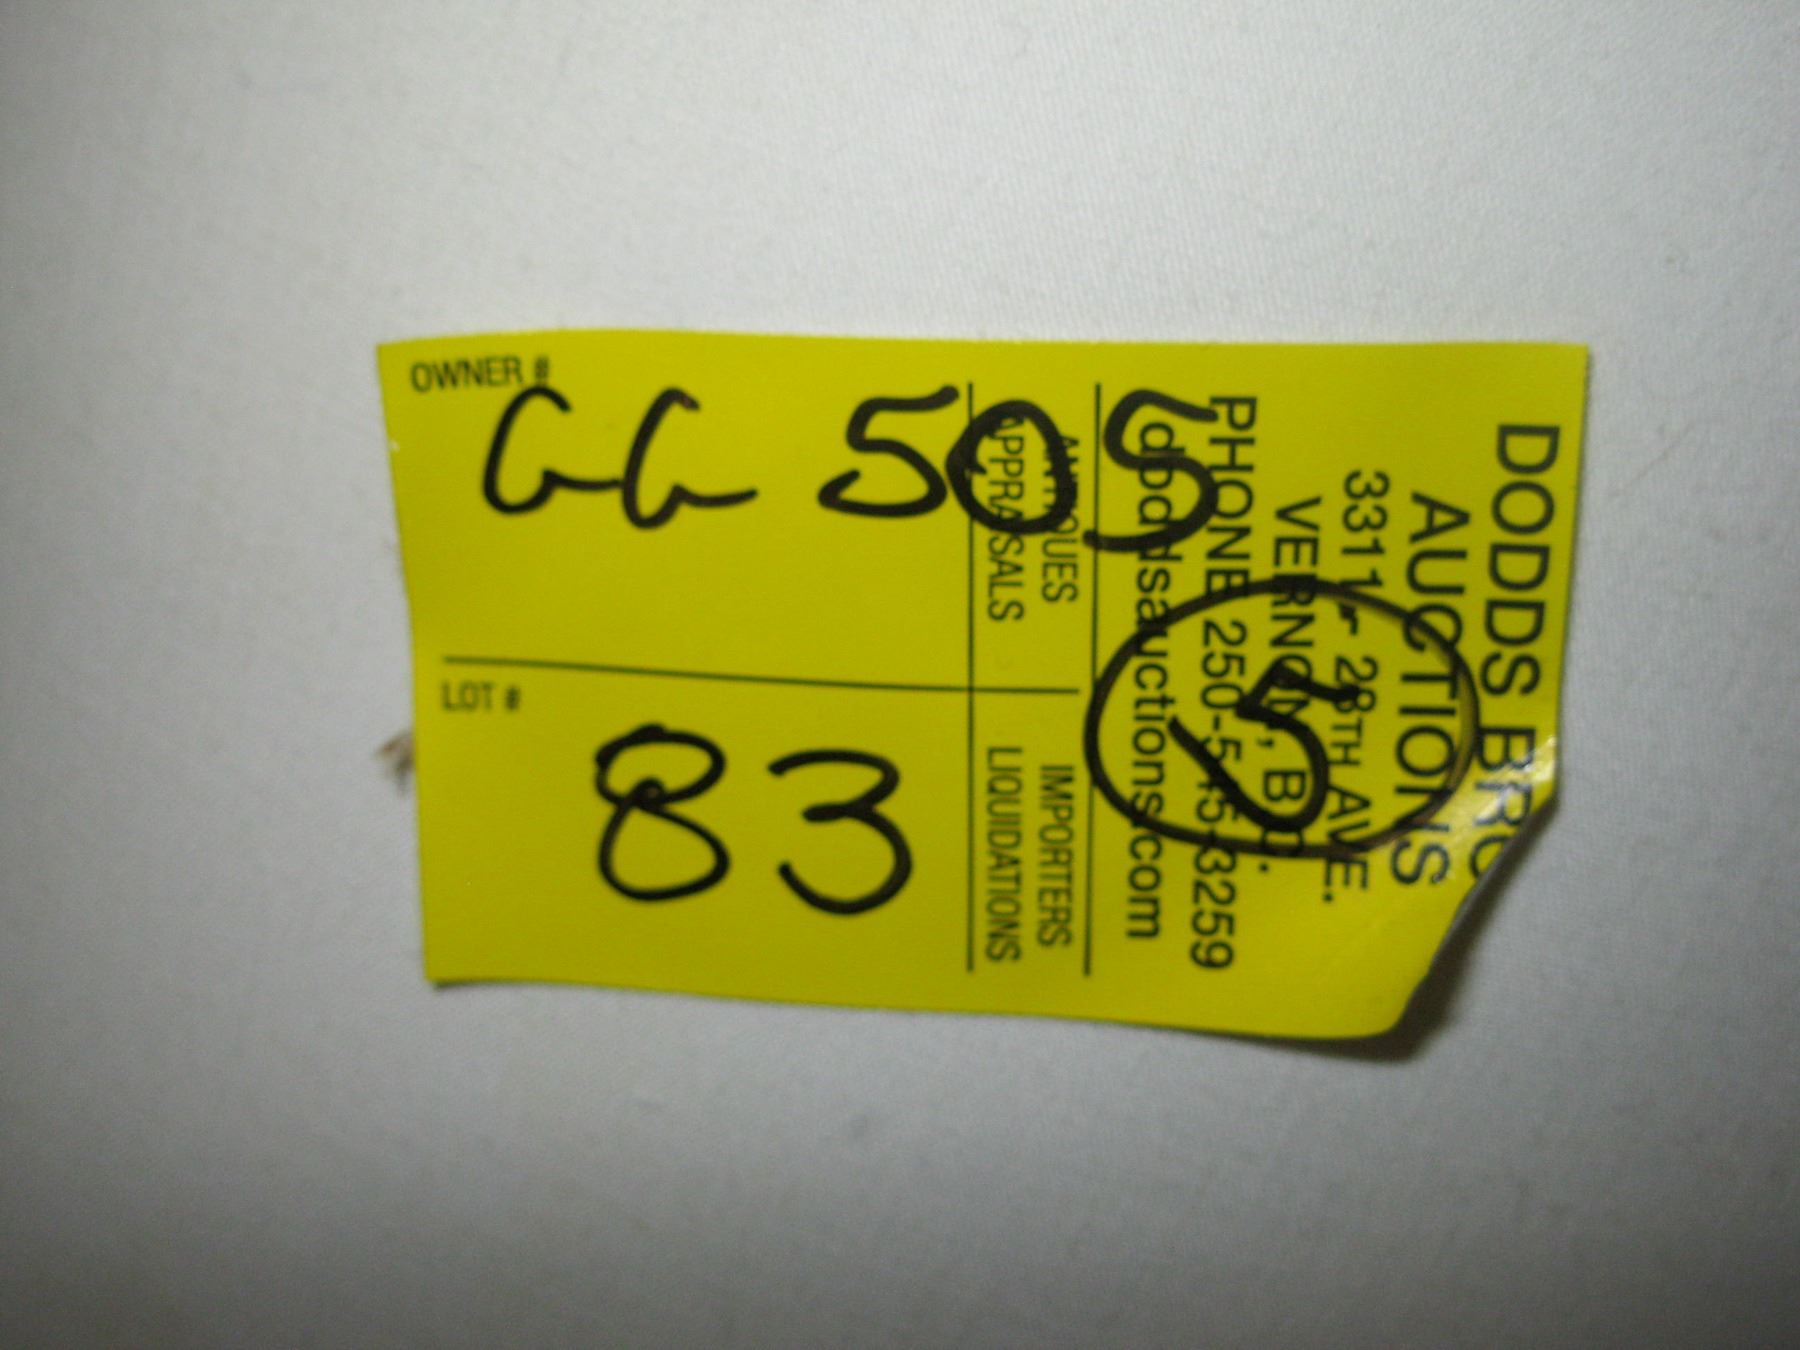 OWNER #
GG 505
LOT #
83
5
ANTIQUES
APPRAISALS
IMPORTERS
LIQUIDATIONS
DODDS BRO
AUCTIONS
3311 - 28TH AVE.
VERNON, B.C.
PHONE 250-545-3259
doddsauctions.com